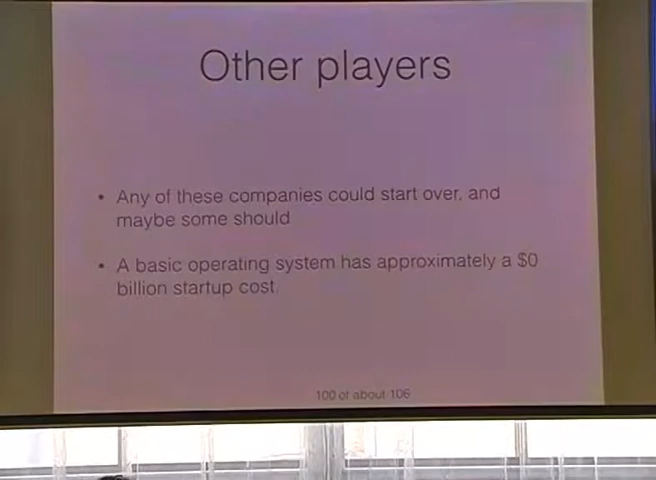 Other players
• Any of these companies could start over, and
maybe some should
• A basic operating system has approximately a $0
billion startup cost.
100 of about 106